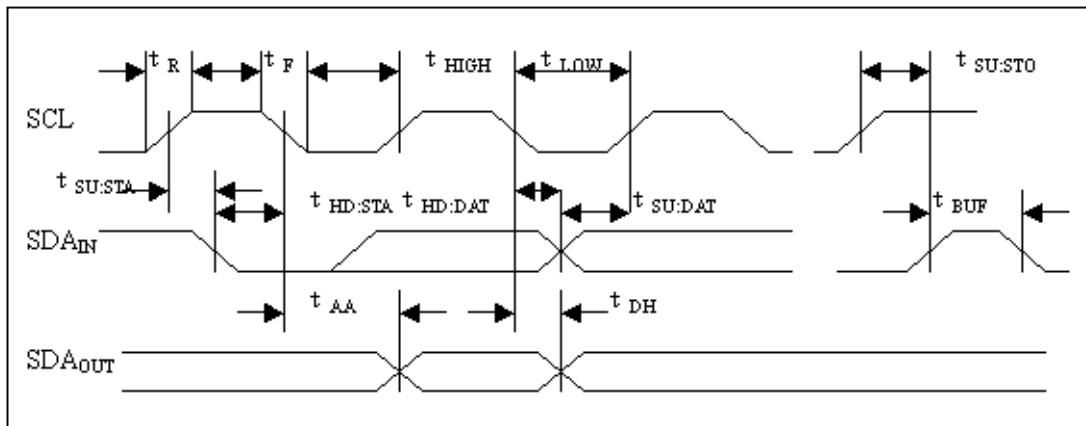 t R t F t HIGH t LOW t SU:STO
SCL
t SU:STA t HD:STA t HD:DAT t SU:DAT t BUF
SDAIN
t AA t DH
SDAOUT